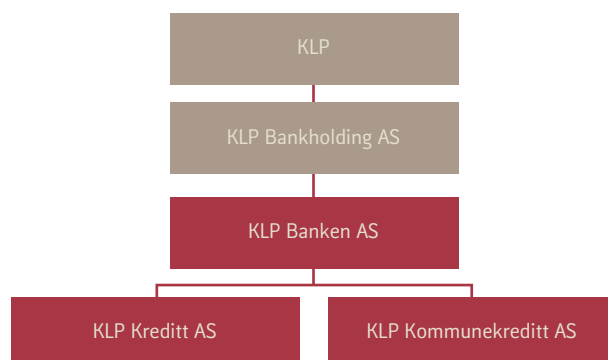 KLP
KLP Bankholding AS
KLP Banken AS
KLP Kreditt AS
KLP Kommunekreditt AS